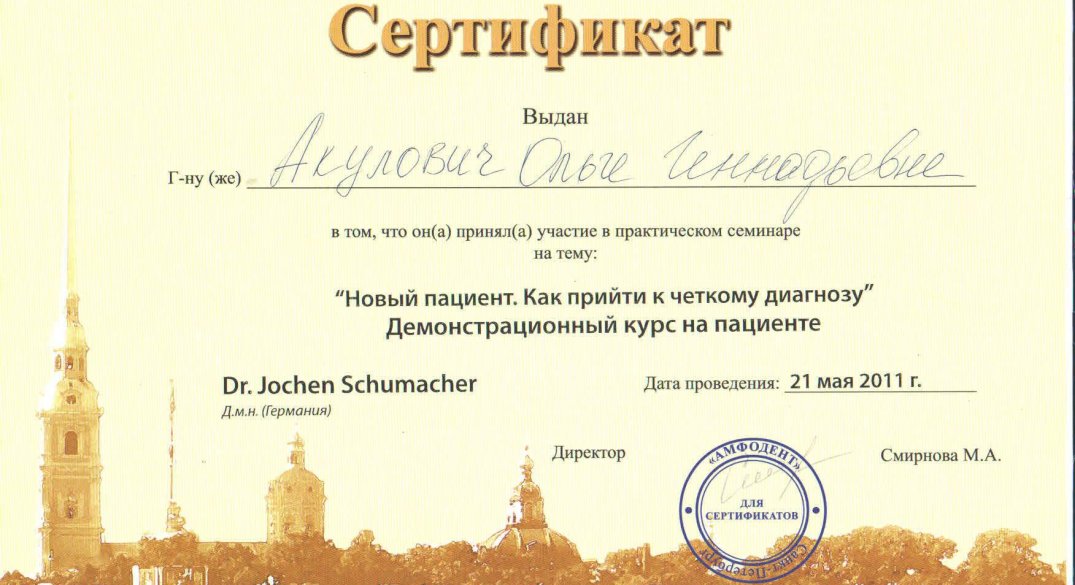 Сертификат
Выдан
Г-ну (же) Акулович Ольге Геннадьевне
в том, что он(а) принял(а) участие в практическом семинаре
на тему:
“Новый пациент. Как прийти к четкому диагнозу”
Демонстрационный курс на пациенте
Dr. Jochen Schumacher
Д.м.н. (Германия)
Дата проведения: 21 мая 2011 г.
Директор
Смирнова М.А.
«АМФОДЕНТ»
ДЛЯ
СЕРТИФИКАТОВ
Санкт-Петербург